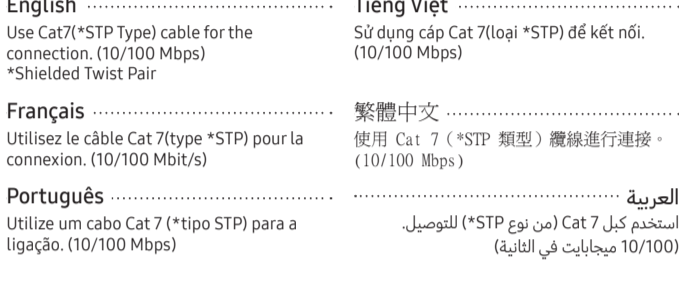 English
Use Cat7(*STP Type) cable for the
connection. (10/100 Mbps)
*Shielded Twist Pair
Français
Utilisez le câble Cat 7(type *STP) pour la
connexion. (10/100 Mbit/s)
Português
Utilize um cabo Cat 7 (*tipo STP) para a
ligação. (10/100 Mbps)
Tiếng Việt
Sử dụng cáp Cat 7(loại *STP) để kết nối.
(10/100 Mbps)
繁體中文
使用 Cat 7（*STP 類型）纜線進行連接。
(10/100 Mbps)
العربية
استخدم كبل Cat 7 (من نوع STP*) للتوصيل.
(10/100 ميجابايت في الثانية)